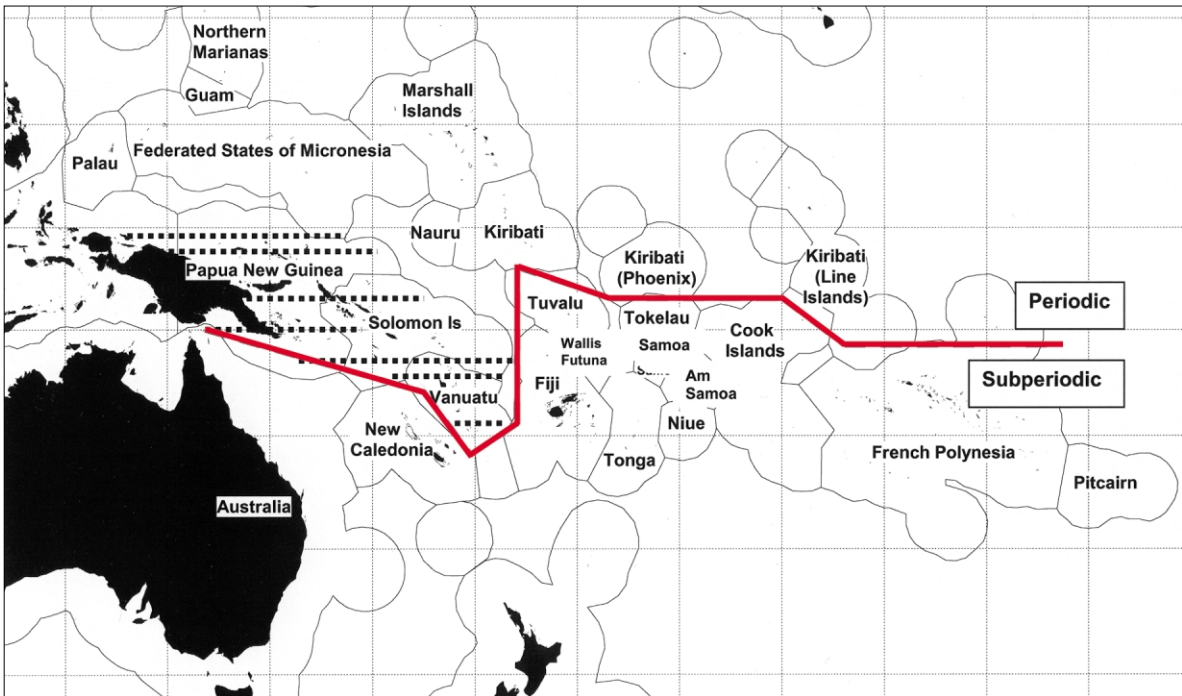 Northern
Marianas
Guam
Marshall
Islands
Federated States of Micronesia
Palau
Nauru
Kiribati
Kiribati
(Phoenix)
Kiribati
(Line
Islands)
Papua New Guinea
Tuvalu
Periodic
Solomon Is
Tokelau
Cook
Islands
Wallis
Futuna
Samoa
Subperiodic
Fiji
Am
Samoa
Vanuatu
New
Caledonia
Niue
Tonga
French Polynesia
Pitcairn
Australia